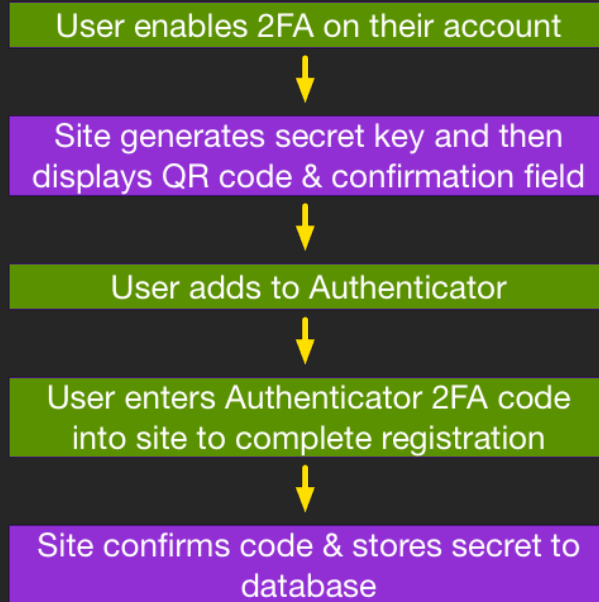 User enables 2FA on their account
Site generates secret key and then
displays QR code & confirmation field
User adds to Authenticator
User enters Authenticator 2FA code
into site to complete registration
Site confirms code & stores secret to
database